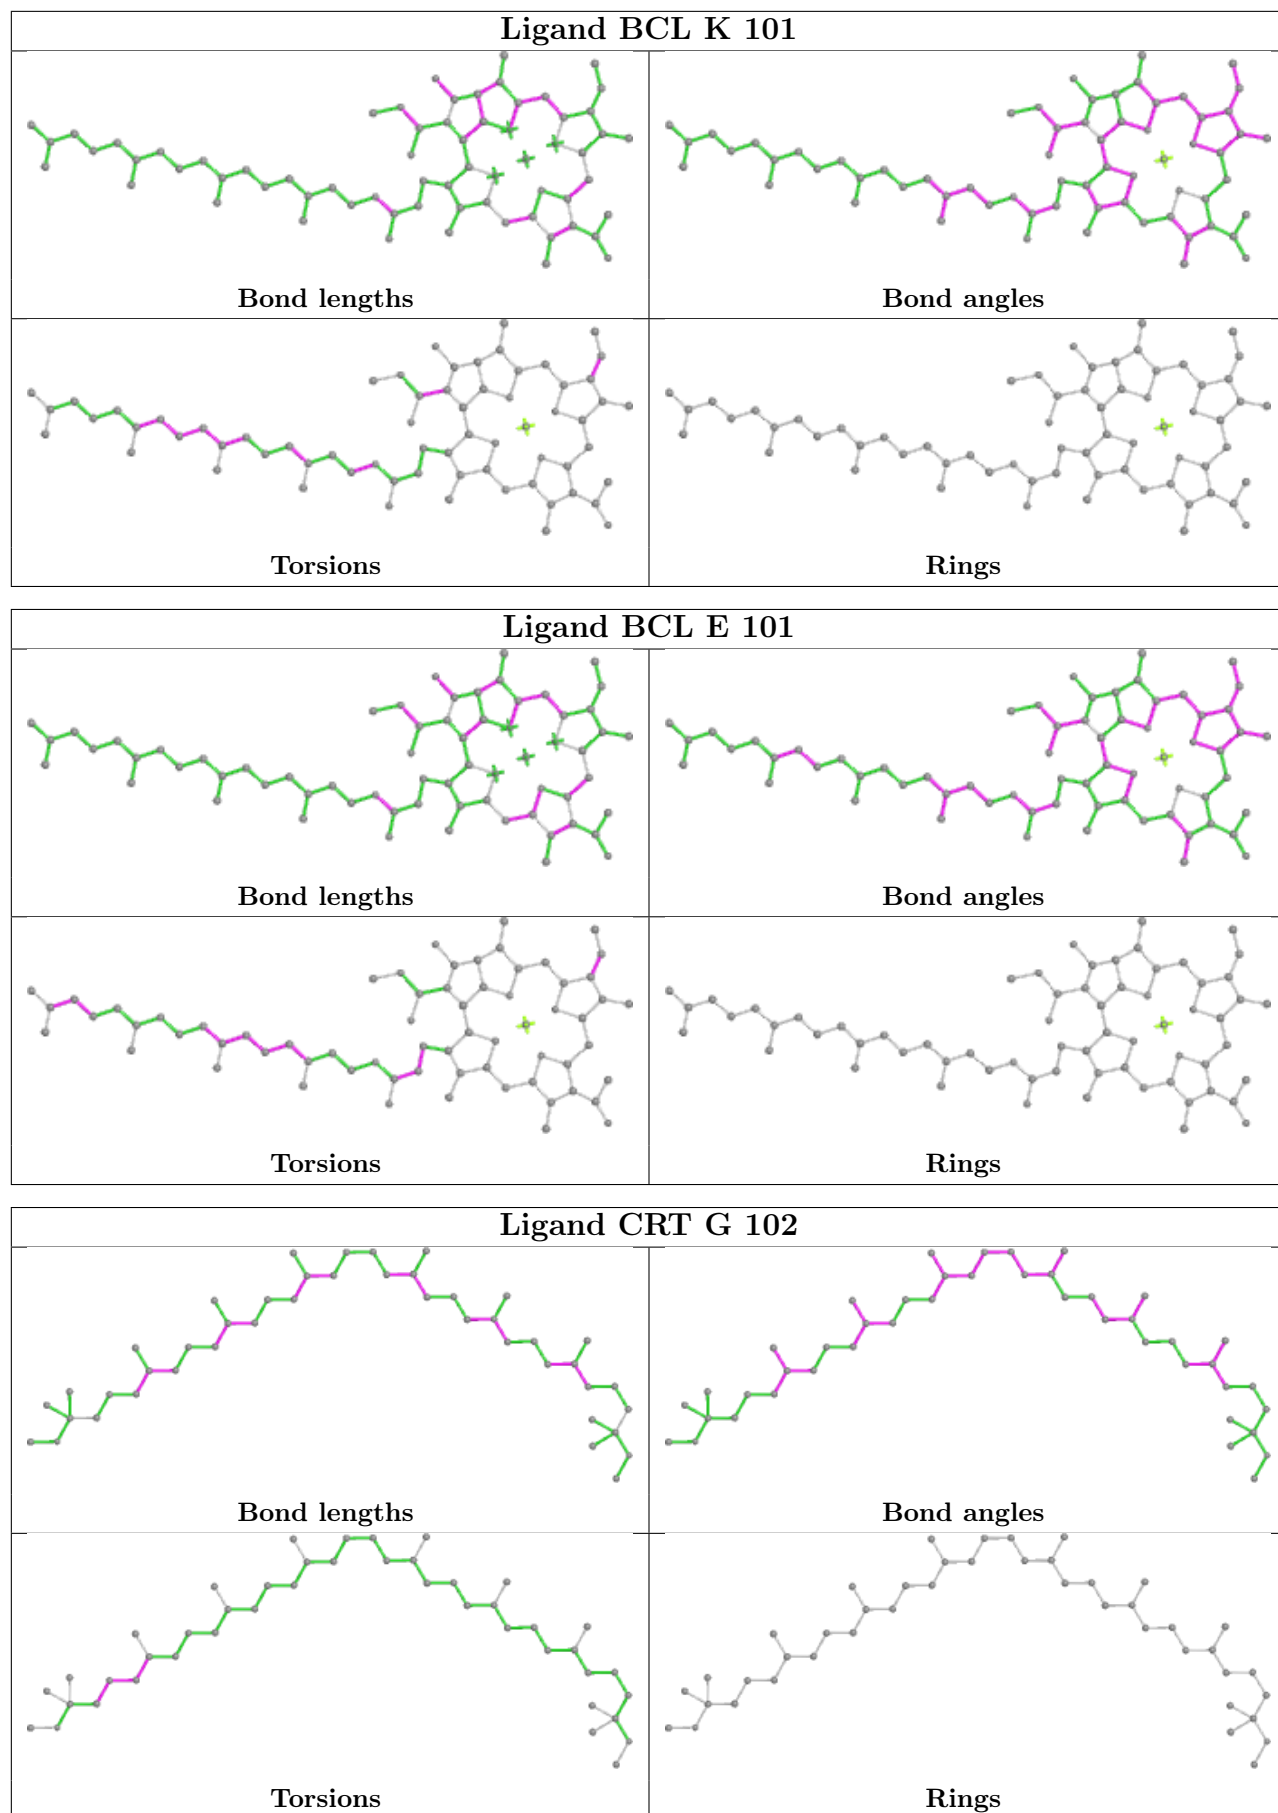 Ligand BCL K 101
Bond lengths
Bond angles
Torsions
Rings
Ligand BCL E 101
Bond lengths
Bond angles
Torsions
Rings
Ligand CRT G 102
Bond lengths
Bond angles
Torsions
Rings